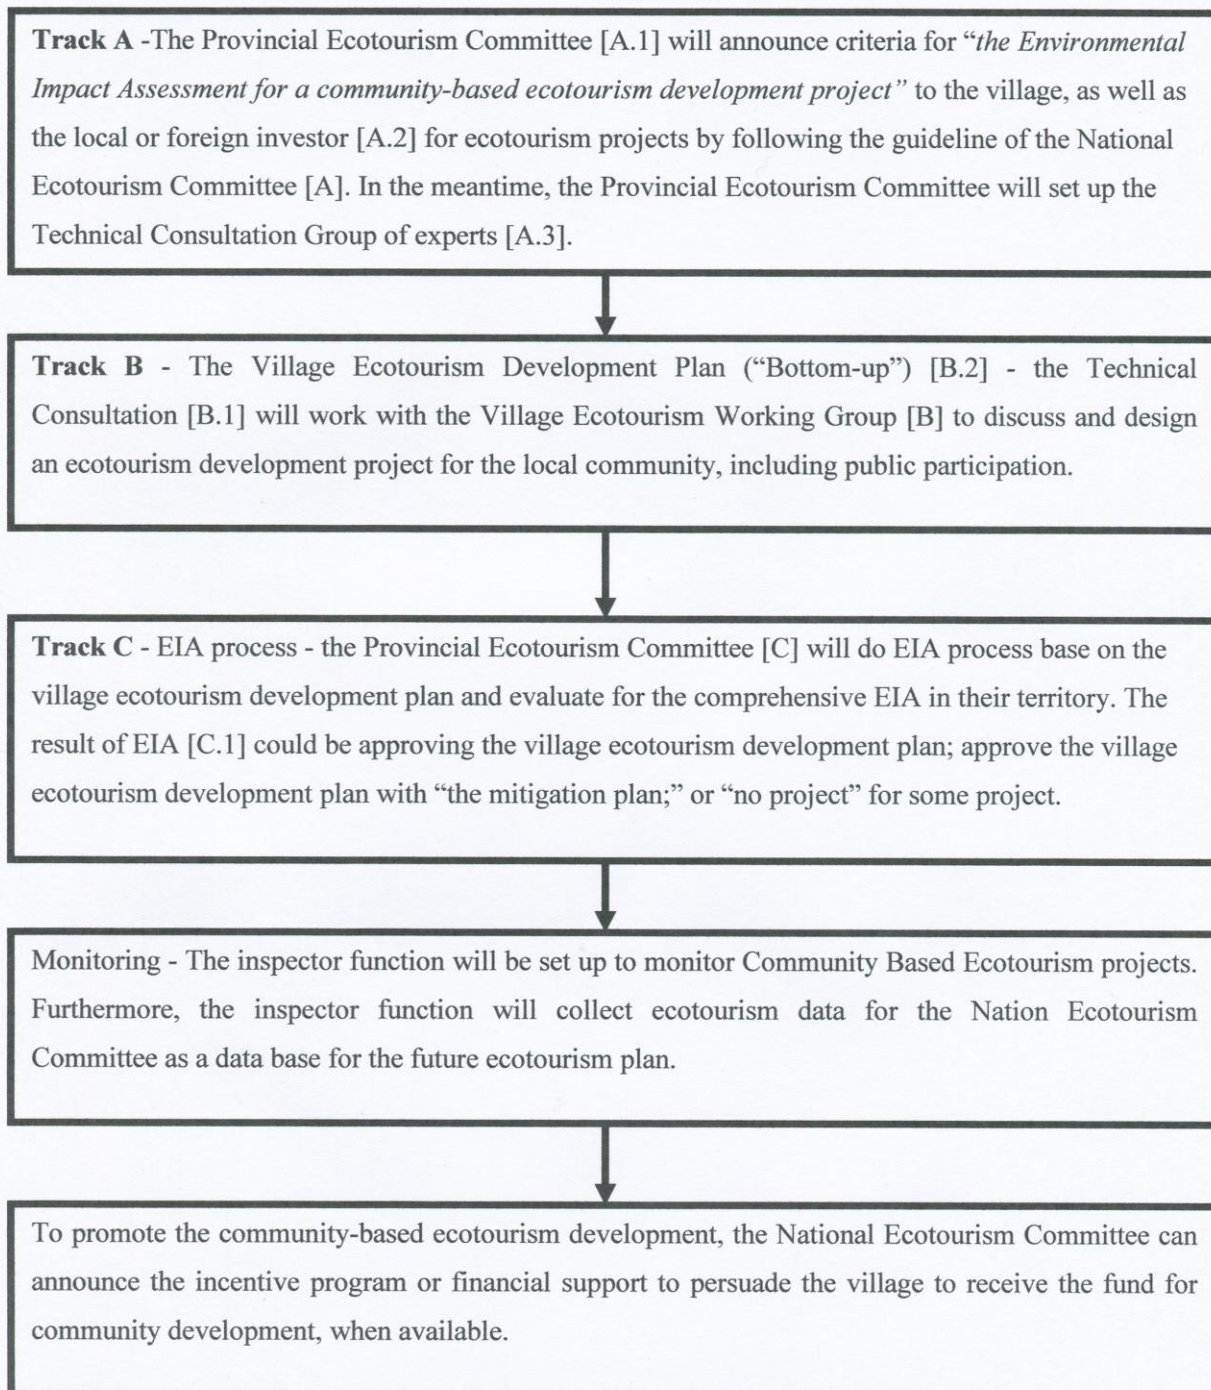 Track A -The Provincial Ecotourism Committee [A.1] will announce criteria for “the Environmental
Impact Assessment for a community-based ecotourism development project” to the village, as well as
the local or foreign investor [A.2] for ecotourism projects by following the guideline of the National
Ecotourism Committee [A]. In the meantime, the Provincial Ecotourism Committee will set up the
Technical Consultation Group of experts [A.3].
Track B - The Village Ecotourism Development Plan (“Bottom-up”) [B.2] - the Technical
Consultation [B.1] will work with the Village Ecotourism Working Group [B] to discuss and design
an ecotourism development project for the local community, including public participation.
Track C - EIA process - the Provincial Ecotourism Committee [C] will do EIA process base on the
village ecotourism development plan and evaluate for the comprehensive EIA in their territory. The
result of EIA [C.1] could be approving the village ecotourism development plan; approve the village
ecotourism development plan with “the mitigation plan;” or “no project” for some project.
Monitoring - The inspector function will be set up to monitor Community Based Ecotourism projects.
Furthermore, the inspector function will collect ecotourism data for the Nation Ecotourism
Committee as a data base for the future ecotourism plan.
To promote the community-based ecotourism development, the National Ecotourism Committee can
announce the incentive program or financial support to persuade the village to receive the fund for
community development, when available.